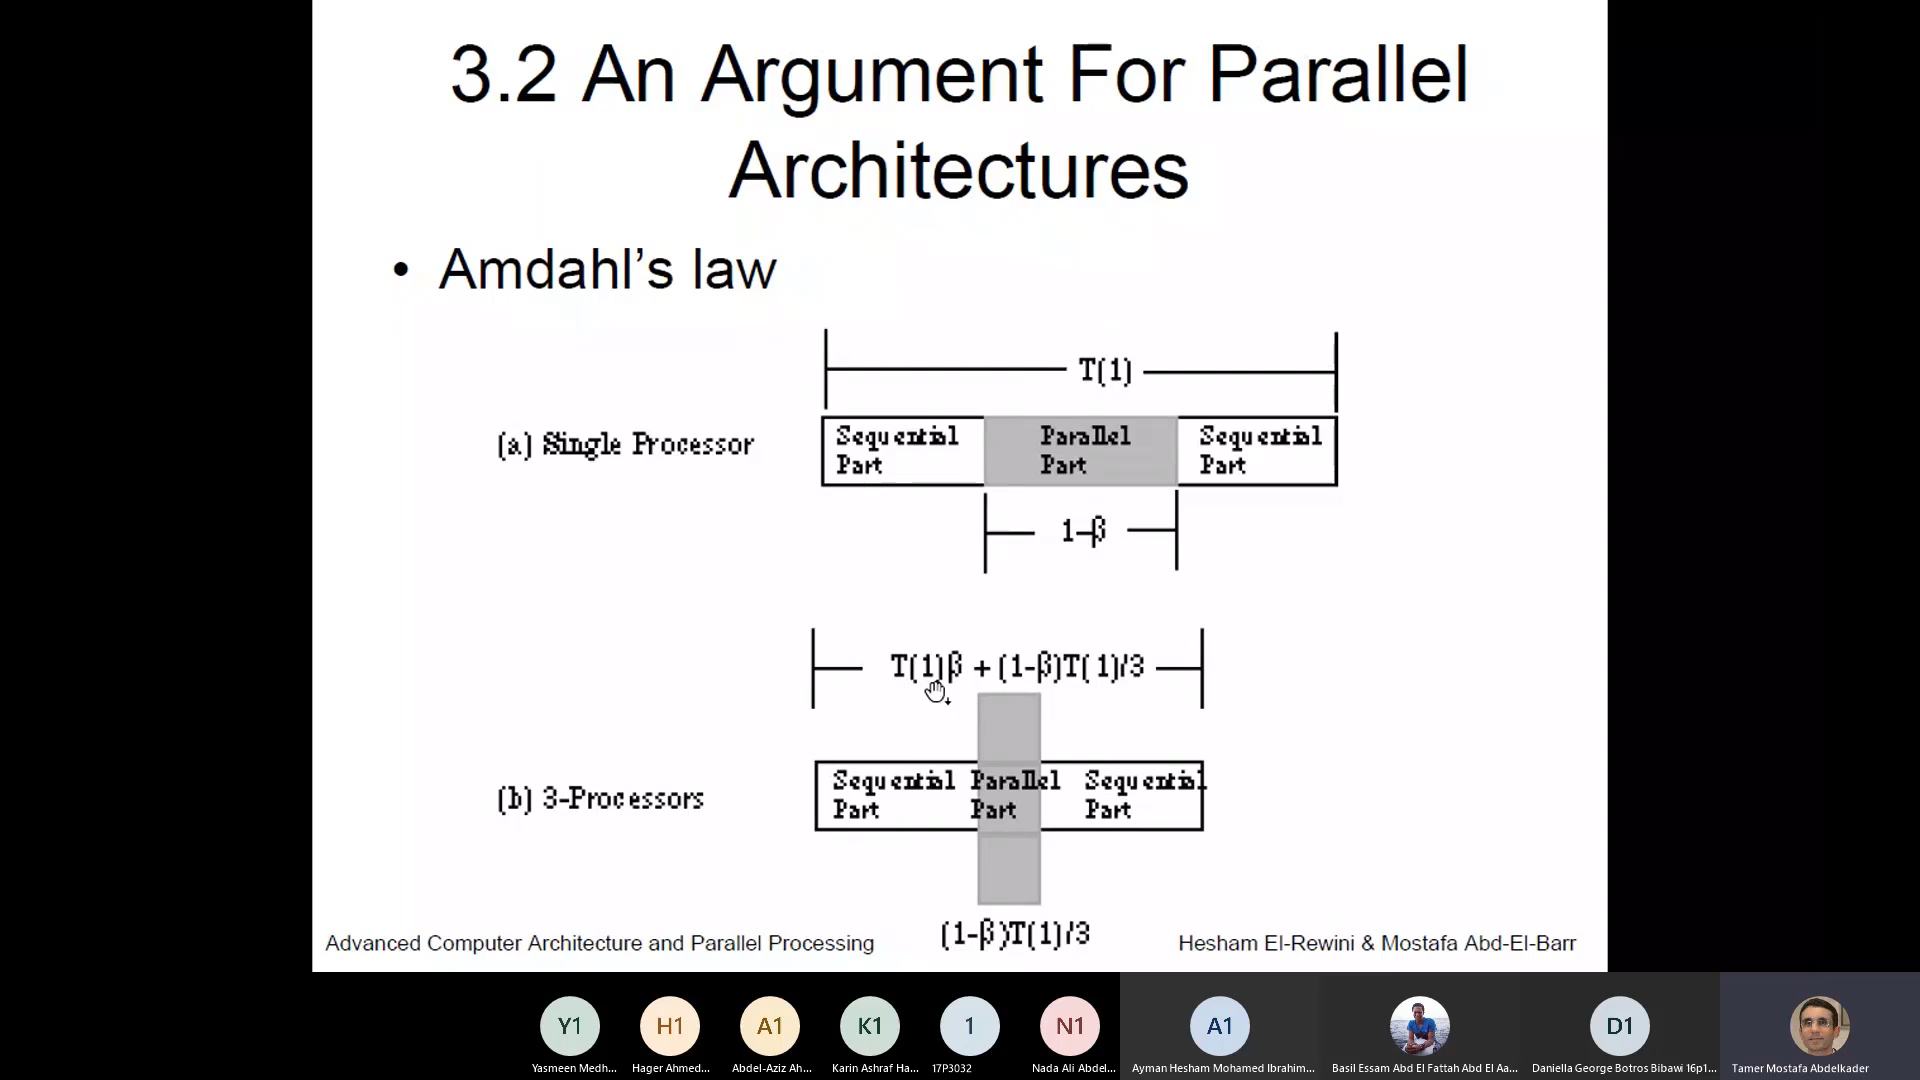 3.2 An Argument For Parallel
Architectures
• Amdahl's law
T(1)
(a) Single Processor
Sequential Part
Parallel Part
Sequential Part
1-β
T(1)β + (1-β)T(1)/3
(b) 3-Processors
Sequential Part
Parallel Part
Sequential Part
(1-β)T(1)/3
Advanced Computer Architecture and Parallel Processing
Hesham El-Rewini & Mostafa Abd-El-Barr
Y1
H1
A1
K1
1
N1
A1
D1
Yasmeen Medh...
Hager Ahmed...
Abdel-Aziz Ah...
Karin Ashraf Ha...
17P3032
Nada Ali Abdel...
Ayman Hesham Mohamed Ibrahim...
Basil Essam Abd El Fattah Abd El Aa...
Daniella George Botros Bibawi 16p1...
Tamer Mostafa Abdelkader